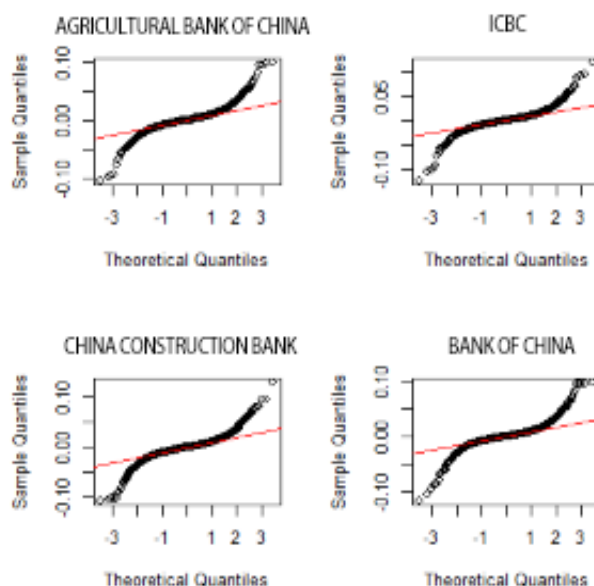 AGRICULTURAL BANK OF CHINA
Sample Quantiles
0.10
0.00
-0.10
-3 -1 1 2 3
Theoretical Quantiles
ICBC
Sample Quantiles
0.05
-0.10
-3 -1 1 2 3
Theoretical Quantiles
CHINA CONSTRUCTION BANK
Sample Quantiles
0.10
0.00
-0.10
-3 -1 1 2 3
Theoretical Quantiles
BANK OF CHINA
Sample Quantiles
0.10
0.00
-0.10
-3 -1 1 2 3
Theoretical Quantiles